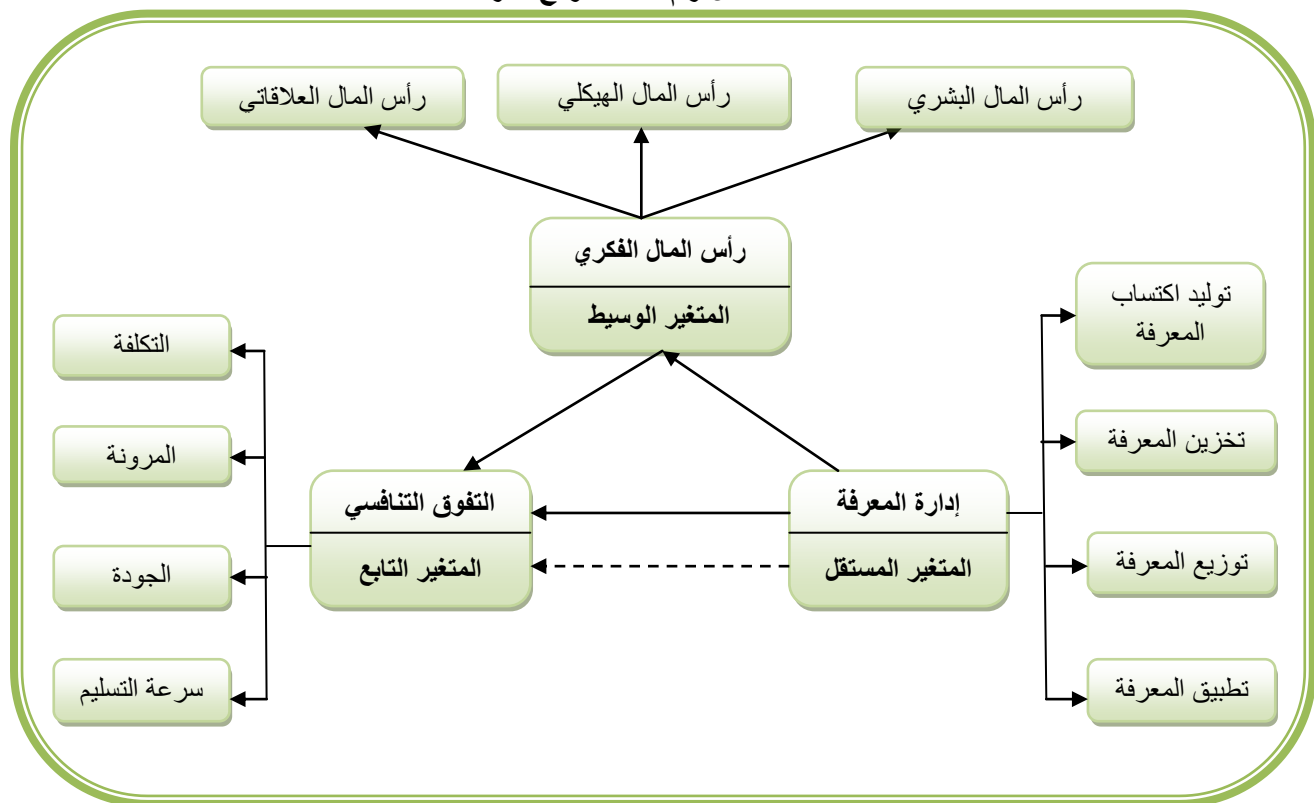 رأس المال البشري
رأس المال الهيكلي
رأس المال العلاقاتي
رأس المال الفكري
المتغير الوسيط
توليد اكتساب
المعرفة
تخزين المعرفة
توزيع المعرفة
تطبيق المعرفة
إدارة المعرفة
المتغير المستقل
التفوق التنافسي
المتغير التابع
التكلفة
المرونة
الجودة
سرعة التسليم